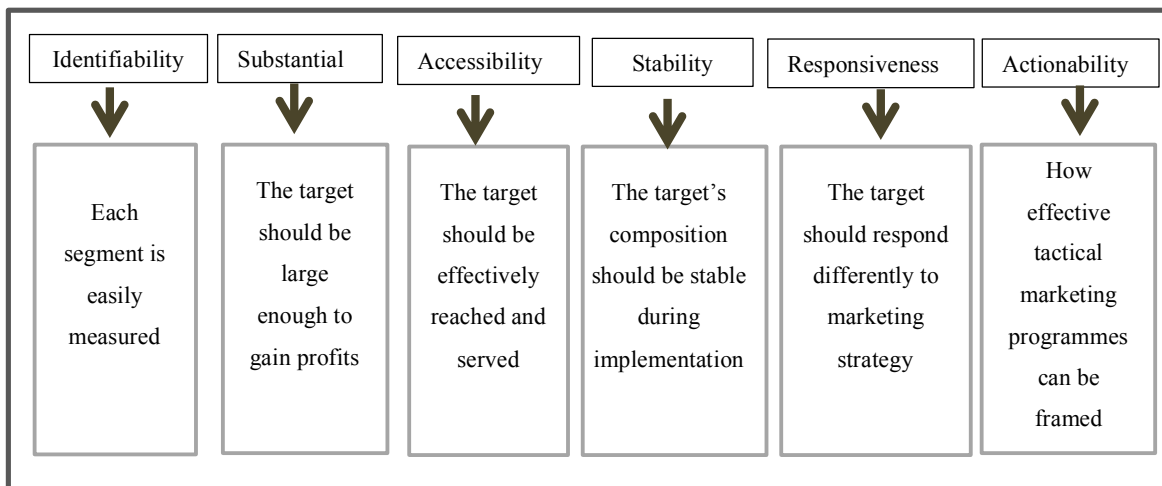 Identifiability
Substantial
Accessibility
Stability
Responsiveness
Actionability
Each
segment is
easily
measured
The target
should be
large
enough to
gain profits
The target
should be
effectively
reached and
served
The target’s
composition
should be stable
during
implementation
The target
should respond
differently to
marketing
strategy
How
effective
tactical
marketing
programmes
can be
framed